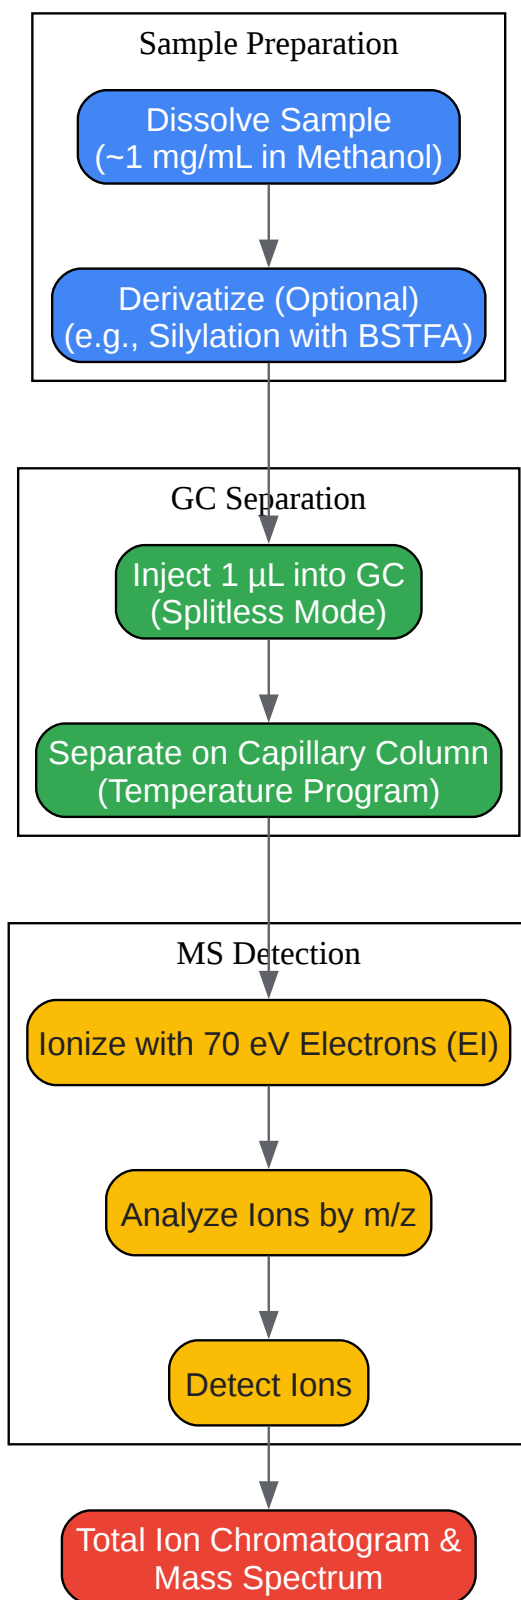 Sample Preparation
Dissolve Sample
(~1 mg/mL in Methanol)
Derivatize (Optional)
(e.g., Silylation with BSTFA)
GC Separation
Inject 1 µL into GC
(Splitless Mode)
Separate on Capillary Column
(Temperature Program)
MS Detection
Ionize with 70 eV Electrons (EI)
Analyze Ions by m/z
Detect Ions
Total Ion Chromatogram &
Mass Spectrum